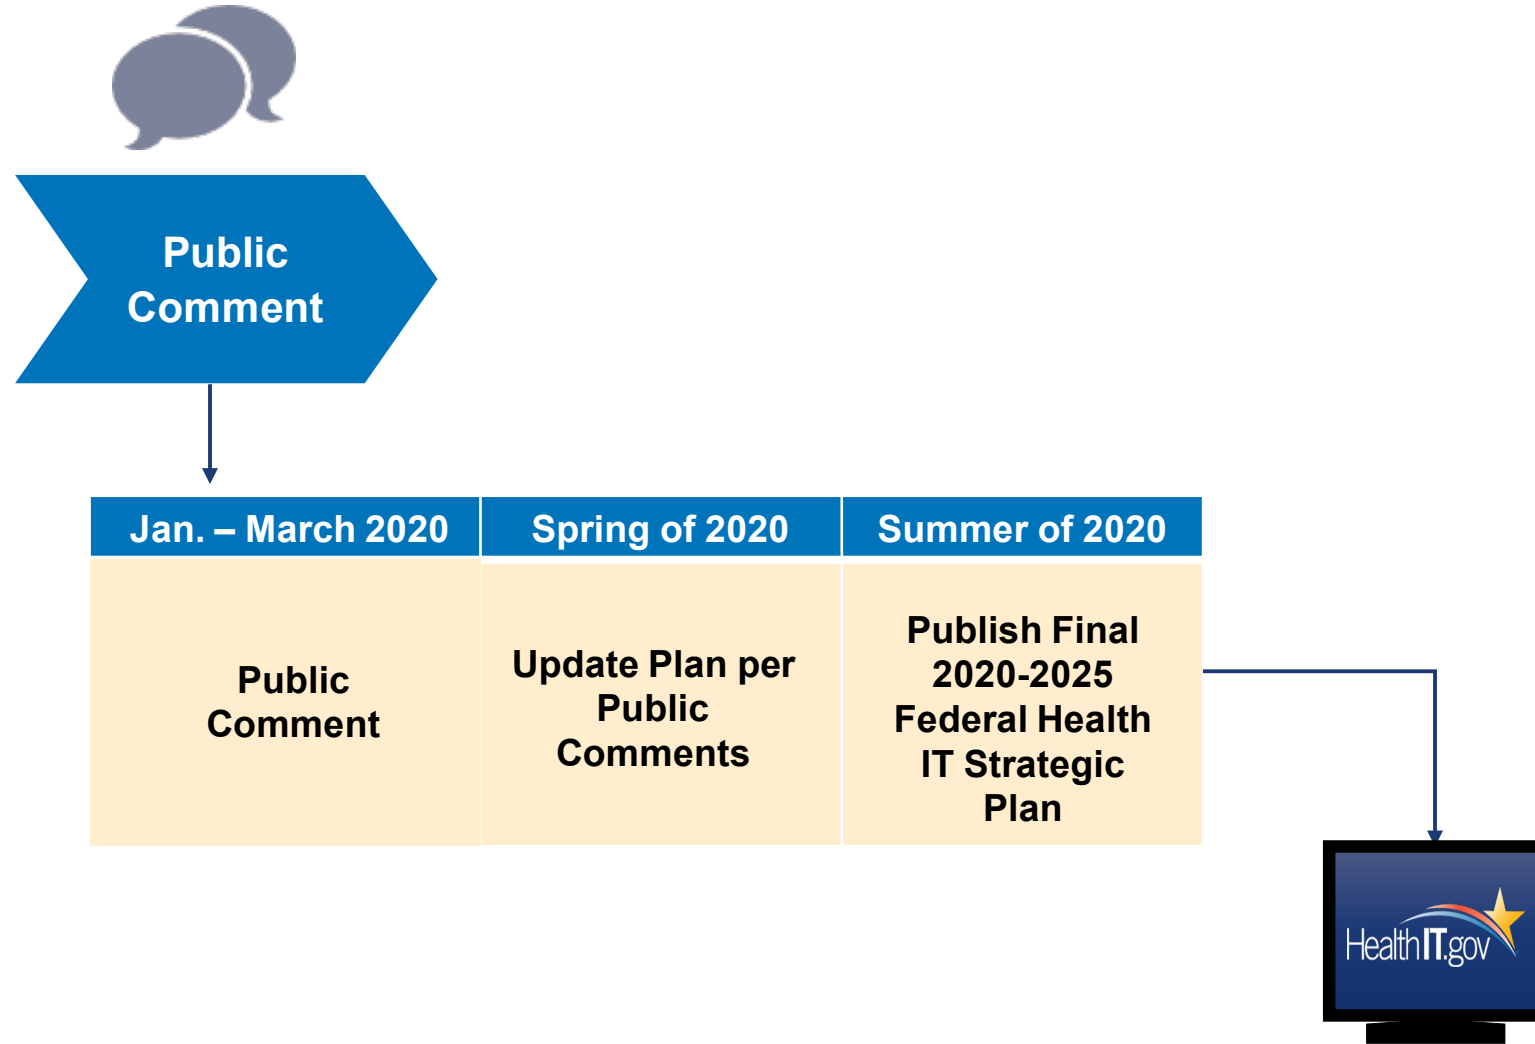 Public
Comment
Jan. – March 2020
Spring of 2020
Summer of 2020
Public
Comment
Update Plan per
Public
Comments
Publish Final
2020-2025
Federal Health
IT Strategic
Plan
HealthIT.gov